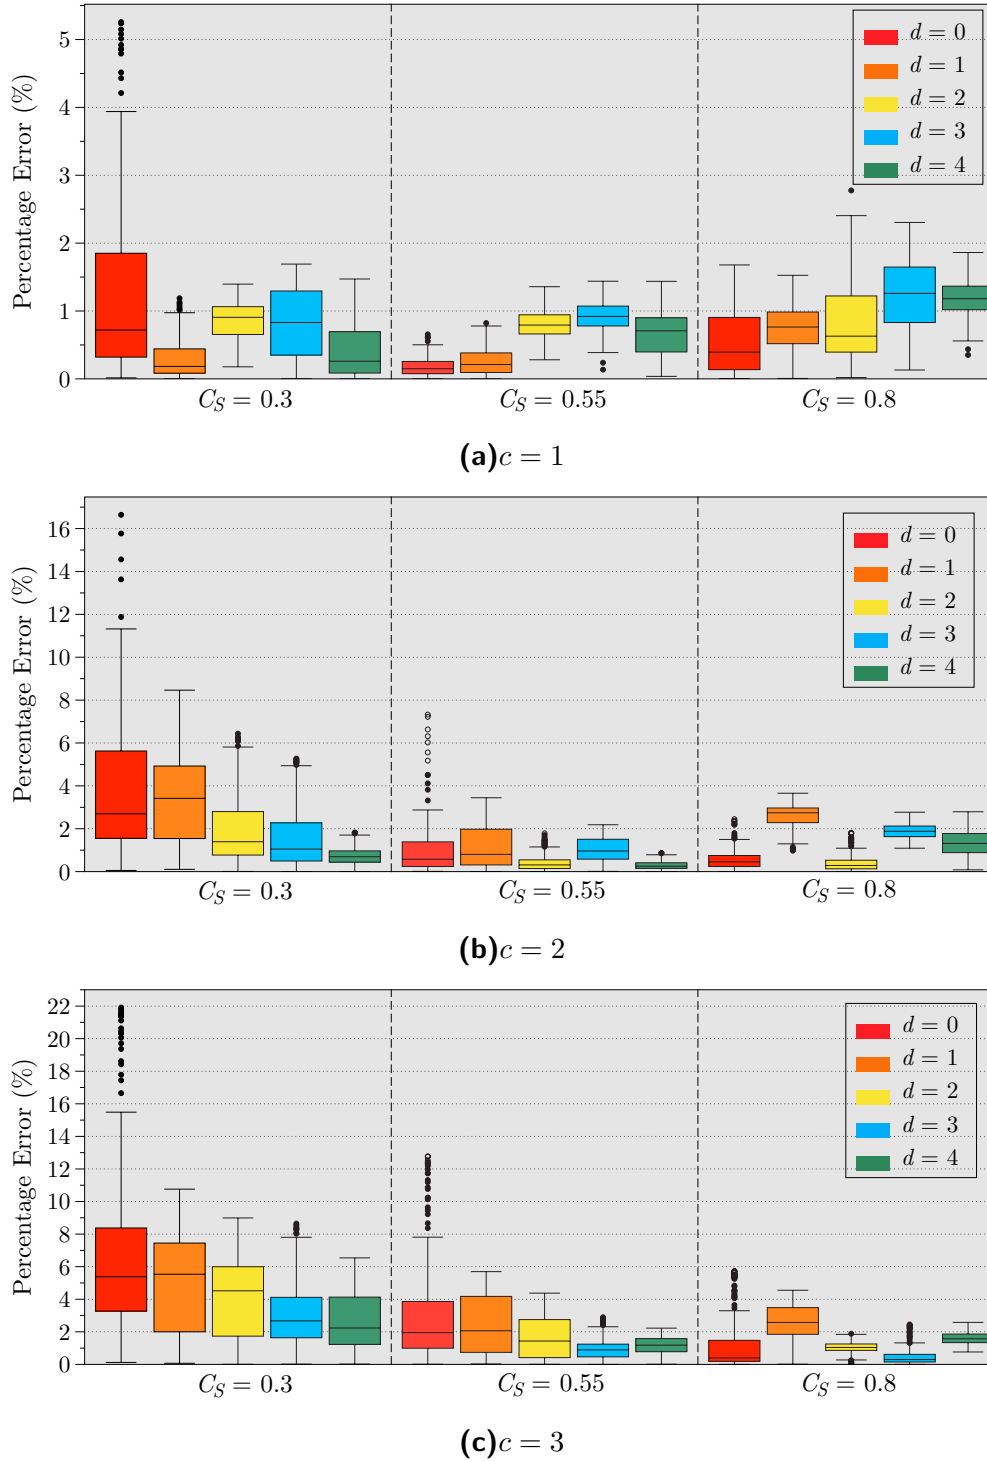 Percentage Error (%)
5
4
3
2
1
0
d = 0
d = 1
d = 2
d = 3
d = 4
C_S = 0.3
C_S = 0.55
C_S = 0.8
(a) c = 1
Percentage Error (%)
16
14
12
10
8
6
4
2
0
d = 0
d = 1
d = 2
d = 3
d = 4
C_S = 0.3
C_S = 0.55
C_S = 0.8
(b) c = 2
Percentage Error (%)
22
20
18
16
14
12
10
8
6
4
2
0
d = 0
d = 1
d = 2
d = 3
d = 4
C_S = 0.3
C_S = 0.55
C_S = 0.8
(c) c = 3